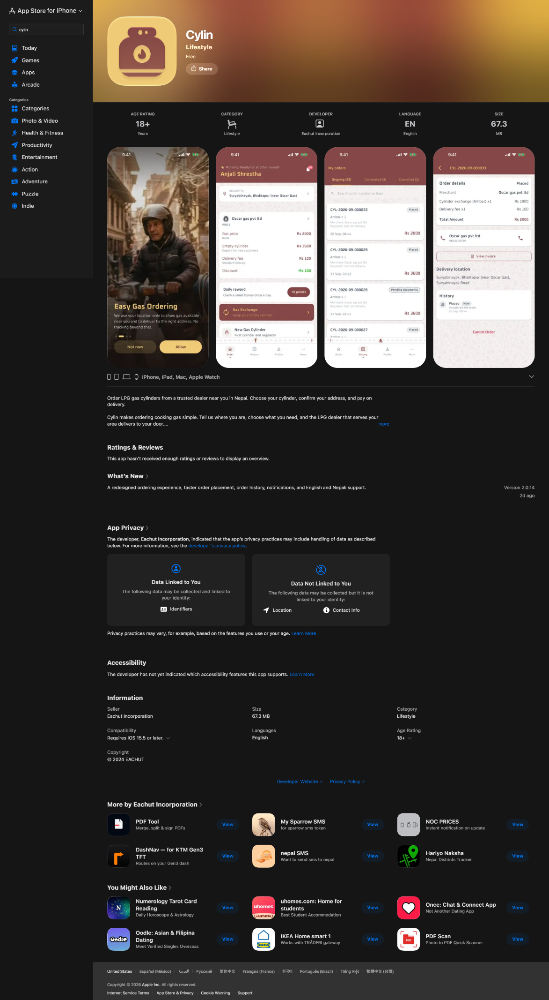 App Store for iPhone
cylin
Today
Games
Apps
Arcade
Categories
Categories
Photo & Video
Health & Fitness
Productivity
Entertainment
Action
Adventure
Puzzle
Indie
Cylin
Lifestyle
Free
Share
AGE RATING
18+
Years
CATEGORY
Lifestyle
DEVELOPER
Eachut Incorporation
LANGUAGE
EN
English
SIZE
67.3
MB
9:41
Easy Gas Ordering
We use your location only to show gas available
near you and to deliver to the right address. No
tracking beyond that.
Not now
Allow
9:41
Morning! Ready for another round?
Anjali Shrestha
DELIVER TO
Suryabinayak, Bhaktapur (near Oscar Gas)
Oscar gas pvt ltd
PRICE
Gas price Rs 2000
Refill
Empty cylinder Rs 3500
Deposit for new customers
Delivery fee Rs 100
Standard delivery
Discount -Rs 100
Daily reward
Claim a small bonus once a day
+5 points
Gas Exchange
Swap your empty cylinder
New Gas Cylinder
First cylinder and regulator
Order History Profile More
9:41
My orders
Ongoing (28) Completed (3) Cancelled (2)
Search order number or item
CYL-2026-09-000033 Placed
Amber × 1
Merchant: Oscar gas pvt ltd
Payment: Cash on delivery
26 Sep, 08:44 Rs 2000
CYL-2026-09-000029 Placed
Amber × 1
Merchant: Oscar gas pvt ltd
Payment: Cash on delivery
17 Sep, 22:43 Rs 3600
CYL-2026-09-000028 Pending documents
Amber × 1
Merchant: Oscar gas pvt ltd
Payment: Cash on delivery
17 Sep, 22:41 Rs 3600
CYL-2026-09-000027 Placed
Amber × 1
Order History Profile More
9:41
CYL-2026-09-000033
Order details Placed
Merchant Oscar gas pvt ltd
Cylinder exchange (Amber) x1 Rs 1900
Delivery fee x1 Rs 100
Total Amount Rs 2000
Oscar gas pvt ltd
9843149729
View invoice
Delivery location
Suryabinayak, Bhaktapur (near Oscar Gas),
Suryabinayak Road
History
Placed Now
You placed the order
26 Sep, 08:44
Cancel Order
iPhone, iPad, Mac, Apple Watch
Order LPG gas cylinders from a trusted dealer near you in Nepal. Choose your cylinder, confirm your address, and pay on
delivery.
Cylin makes ordering cooking gas simple. Tell us where you are, choose what you need, and the LPG dealer that serves your
area delivers to your door.... more
Ratings & Reviews
This app hasn't received enough ratings or reviews to display an overview.
What's New
A redesigned ordering experience, faster order placement, order history, notifications, and English and Nepali support.
Version 2.0.14
2d ago
App Privacy
The developer, Eachut Incorporation, indicated that the app's privacy practices may include handling of data as described
below. For more information, see the developer's privacy policy.
Data Linked to You
The following data may be collected and linked to
your identity:
Identifiers
Data Not Linked to You
The following data may be collected but it is not
linked to your identity:
Location Contact Info
Privacy practices may vary, for example, based on the features you use or your age. Learn More
Accessibility
The developer has not yet indicated which accessibility features this app supports. Learn More
Information
Seller
Eachut Incorporation
Size
67.3 MB
Category
Lifestyle
Compatibility
Requires iOS 15.5 or later.
Languages
English
Age Rating
18+
Copyright
© 2024 EACHUT
Developer Website Privacy Policy
More by Eachut Incorporation
PDF Tool
Merge, split & sign PDFs
View
My Sparrow SMS
for sparrow sms token
View
NOC PRICES
Instant notification on update
View
DashNav — for KTM Gen3
TFT
Routes on your Gen3 dash
View
nepal SMS
Want to send sms to nepal
View
Hariyo Naksha
Nepal Districts Tracker
View
You Might Also Like
N
Numerology Tarot Card
Reading
Daily Horoscope & Astrology
View
uhomes
JUST STAY
uhomes.com: Home for
students
Best Student Accommodation
View
Once: Chat & Connect App
Not Another Dating App
View
Oodle
Oodle: Asian & Filipina
Dating
Meet Verified Singles Overseas
View
IKEA
IKEA Home smart 1
Works with TRÅDFRI gateway
View
PDF
PDF Scan
Photo to PDF Quick Scanner
View
United States Español (México) العربية Русский 简体中文 Français (France) 한국어 Português (Brazil) Tiếng Việt 繁體中文 (台灣)
Copyright © 2026 Apple Inc. All rights reserved.
Internet Service Terms App Store & Privacy Cookie Warning Support